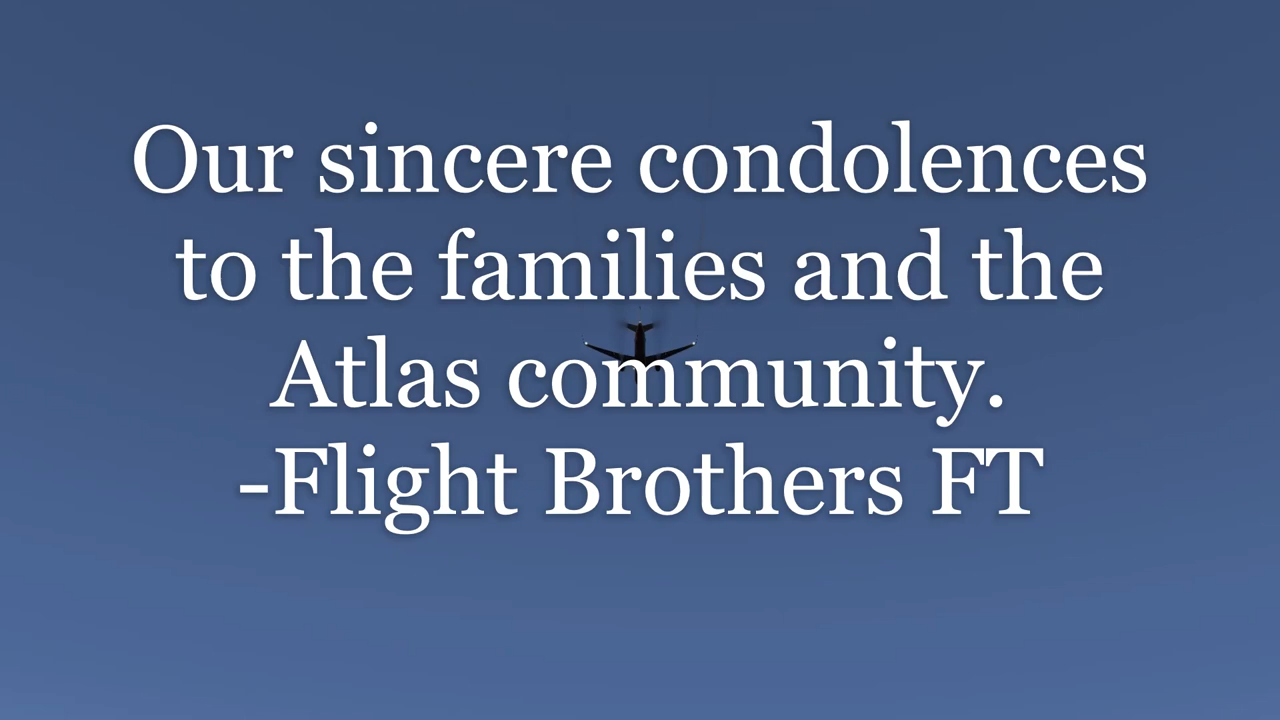 Our sincere condolences
to the families and the
Atlas community.
-Flight Brothers FT